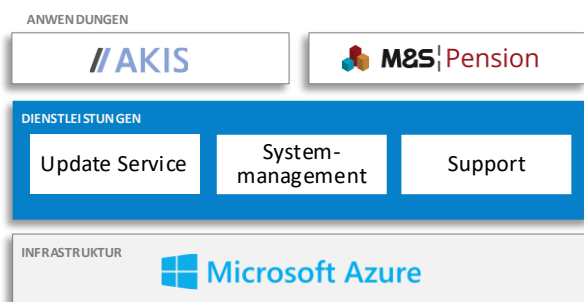 ANWENDUNGEN
// AKIS
M&S¦Pension
DIENSTLEISTUNGEN
Update Service
System-
management
Support
INFRASTRUKTUR
Microsoft Azure